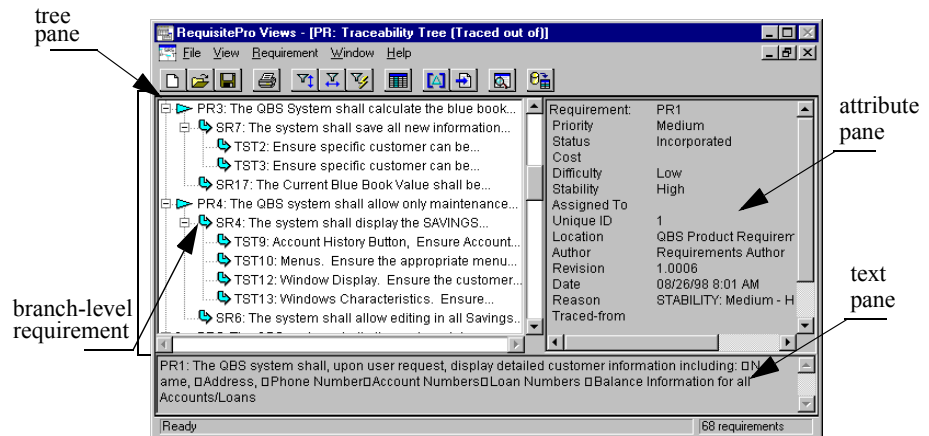 tree
pane
RequisitePro Views - [PR: Traceability Tree (Traced out of)]
File View Requirement Window Help
PR3: The QBS System shall calculate the blue book...
SR7: The system shall save all new information...
TST2: Ensure specific customer can be...
TST3: Ensure specific customer can be...
SR17: The Current Blue Book Value shall be...
PR4: The QBS system shall allow only maintenance...
SR4: The system shall display the SAVINGS...
TST9: Account History Button, Ensure Account...
TST10: Menus. Ensure the appropriate menu...
TST12: Window Display. Ensure the customer...
TST13: Windows Characteristics. Ensure...
SR6: The system shall allow editing in all Savings..
Requirement: PR1
Priority Medium
Status Incorporated
Cost
Difficulty Low
Stability High
Assigned To
Unique ID 1
Location QBS Product Requirem
Author Requirements Author
Revision 1.0006
Date 08/26/98 8:01 AM
Reason STABILITY: Medium - H
Traced-from
attribute
pane
text
pane
branch-level
requirement
PR1: The QBS system shall, upon user request, display detailed customer information including: □N
ame, □Address, □Phone Number□Account Numbers□Loan Numbers □Balance Information for all
Accounts/Loans
Ready
68 requirements